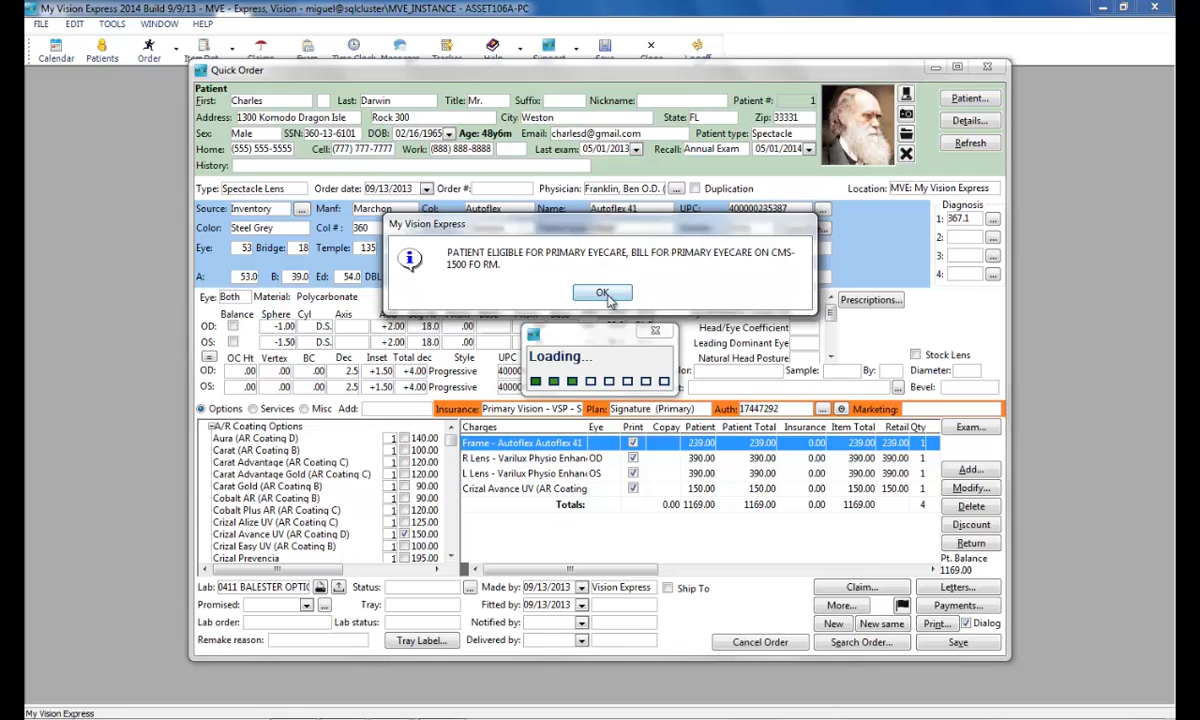 My Vision Express 2014 Build 9/9/13 - MVE - Express, Vision - miguel@sqlcluster\MVE_INSTANCE - ASSET106A-PC
FILE EDIT TOOLS WINDOW HELP
Calendar Patients Order Claims Exam Time Clock Messages Tracker Help Support Save Close Logoff
Quick Order
Patient
First: Charles Last: Darwin Title: Mr. Suffix: Nickname: Patient #: 1 Patient...
Address: 1300 Komodo Dragon Isle Rock 300 City: Weston State: FL Zip: 33331 Details...
Sex: Male SSN: 360-13-6101 DOB: 02/16/1965 Age: 48y6m Email: charlesd@gmail.com Patient type: Spectacle
Home: (555) 555-5555 Cell: (777) 777-7777 Work: (888) 888-8888 Last exam: 05/01/2013 Recall: Annual Exam 05/01/2014 Refresh
History:
Type: Spectacle Lens Order date: 09/13/2013 Order #: Physician: Franklin, Ben O.D. ( ... Duplication Location: MVE: My Vision Express
Source: Inventory ... Manf: Marchon Col: Autoflex Name: Autoflex 41 UPC: 400000235387 ... Diagnosis
Color: Steel Grey Col #: 360 1: 367.1 ...
Eye: 53 Bridge: 18 Temple: 135 2: ...
3: ...
A: 53.0 B: 39.0 Ed: 54.0 DBL 4: ...
My Vision Express
PATIENT ELIGIBLE FOR PRIMARY EYECARE, BILL FOR PRIMARY EYECARE ON CMS-
1500 FO RM.
OK
Eye: Both Material: Polycarbonate Prescriptions...
Balance Sphere Cyl Axis
OD: -1.00 D.S. +2.00 18.0 .00 Head/Eye Coefficient
OS: -1.50 D.S. +2.00 18.0 .00 Leading Dominant Eye
Loading...
= OC Ht Vertex BC Dec Inset Total dec Style UPC Natural Head Posture Stock Lens
OD: .00 .00 .00 2.5 +1.50 +4.00 Progressive 4000 Sample: By: Diameter:
OS: .00 .00 .00 2.5 +1.50 +4.00 Progressive 4000 ... Bevel:
Options Services Misc Add: Insurance: Primary Vision - VSP - S Plan: Signature (Primary) Auth: 17447292 ... Marketing:
A/R Coating Options
Aura (AR Coating D) 1 140.00
Carat (AR Coating B) 1 100.00
Carat Advantage (AR Coating C) 1 120.00
Carat Advantage Gold (AR Coating C) 1 120.00
Carat Gold (AR Coating B) 1 90.00
Cobalt AR (AR Coating B) 1 90.00
Cobalt Plus AR (AR Coating C) 1 120.00
Crizal Alize UV (AR Coating C) 1 125.00
Crizal Avance UV (AR Coating D) 1 150.00
Crizal Easy UV (AR Coating B) 1 100.00
Crizal Prevencia 1 195.00
Charges Eye Print Copay Patient Patient Total Insurance Item Total Retail Qty
Frame - Autoflex Autoflex 41 239.00 239.00 0.00 239.00 239.00 1
R Lens - Varilux Physio Enhan OD 390.00 390.00 0.00 390.00 390.00 1
L Lens - Varilux Physio Enhan OS 390.00 390.00 0.00 390.00 390.00 1
Crizal Avance UV (AR Coating 150.00 150.00 0.00 150.00 150.00 1
Totals: 0.00 1169.00 1169.00 0.00 1169.00 4
Exam...
Add...
Modify...
Delete
Discount
Return
Pt. Balance
1169.00
Lab: 0411 BALESTER OPTIC Status: ... Made by: 09/13/2013 Vision Express Ship To Claim... Letters...
Promised: ... Tray: Fitted by: 09/13/2013 More... Payments...
Lab order: Lab status: Notified by: New New same Print... Dialog
Remake reason: Tray Label... Delivered by: Cancel Order Search Order... Save
My Vision Express